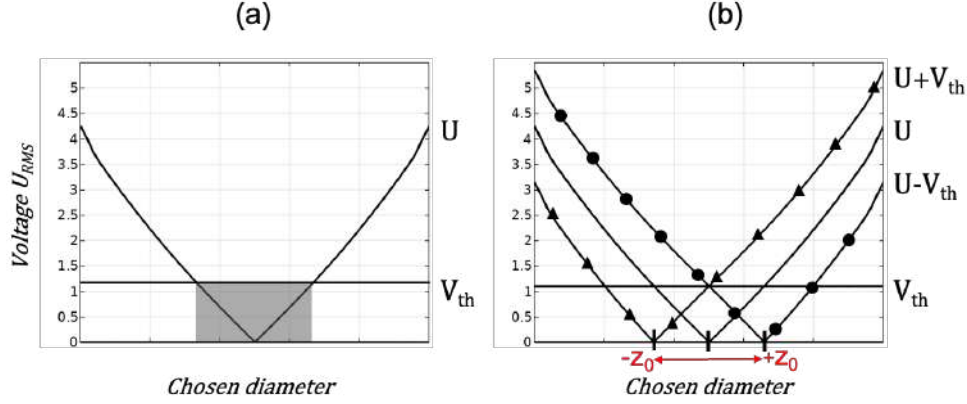 (a)
(b)
5
4.5
4
3.5
3
2.5
2
1.5
1
0.5
0
Voltage U_RMS
U
V_th
Chosen diameter
5
4.5
4
3.5
3
2.5
2
1.5
1
0.5
0
U+V_th
U
U-V_th
V_th
-z_0
+z_0
Chosen diameter